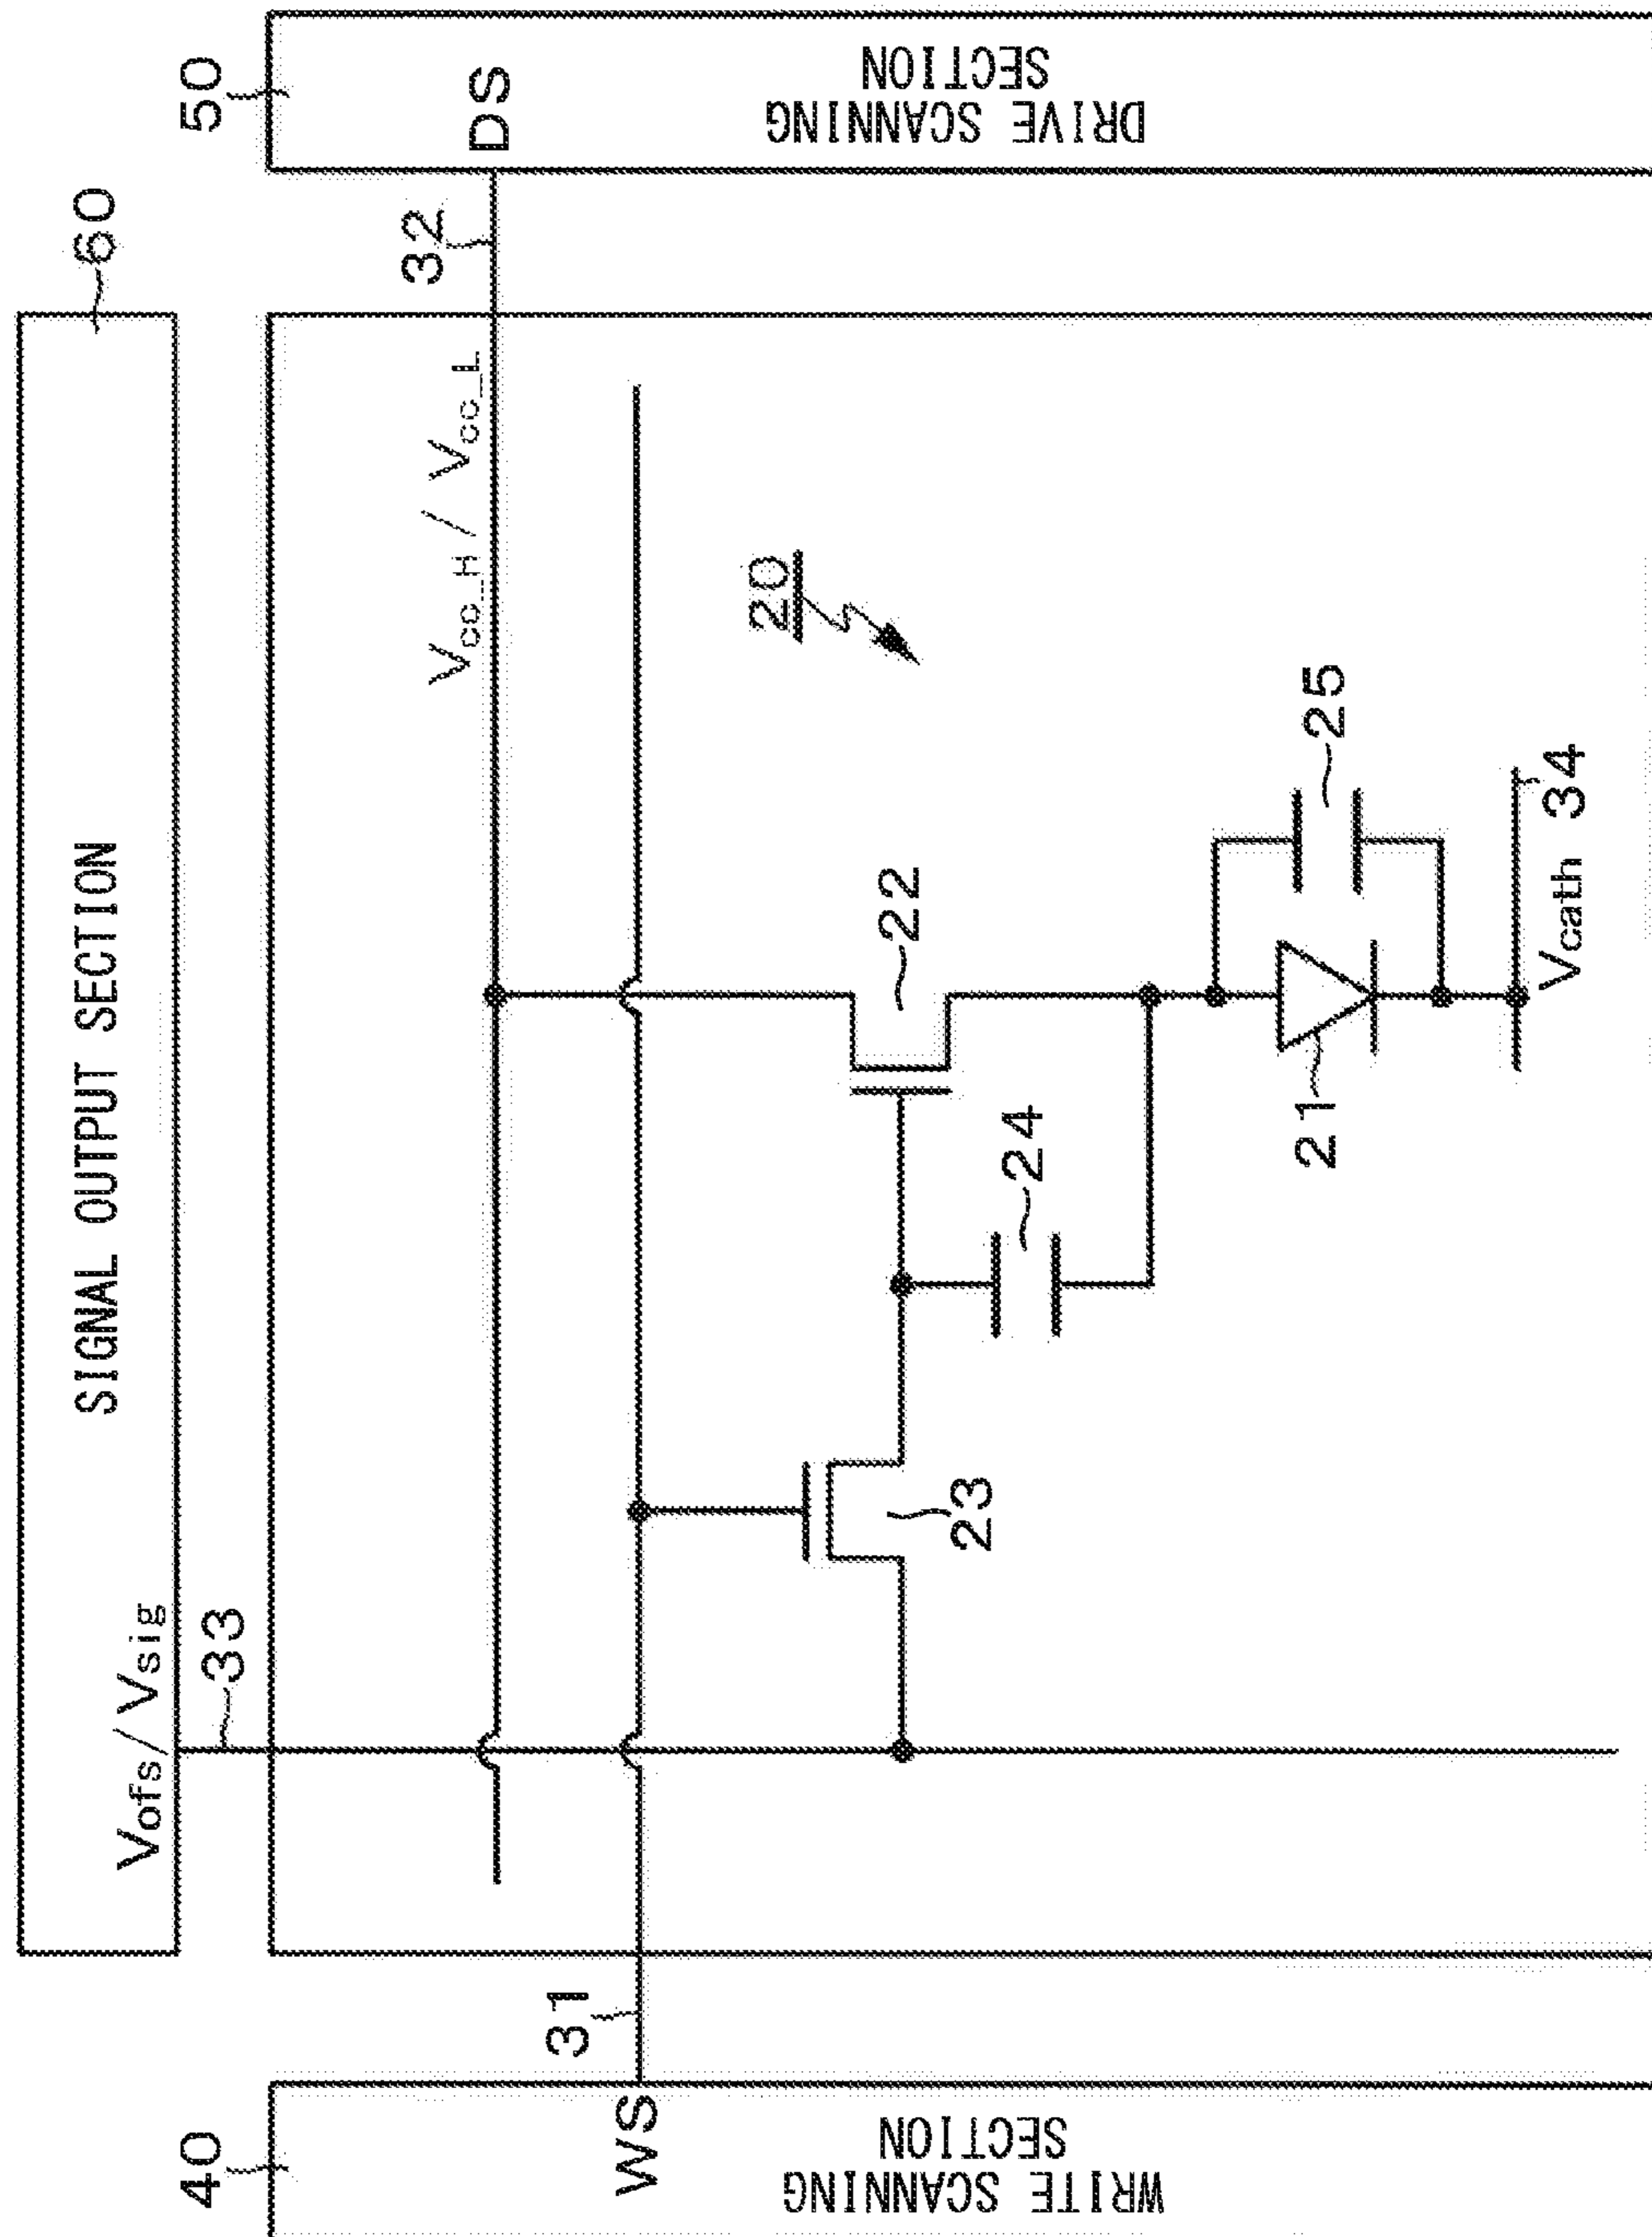 60
SIGNAL OUTPUT SECTION
Vofs/Vsig
33
40
50
WS
31
DS
32
Vcc_H / Vcc_L
WRITE SCANNING
SECTION
DRIVE SCANNING
SECTION
20
22
23
24
25
21
Vcath 34